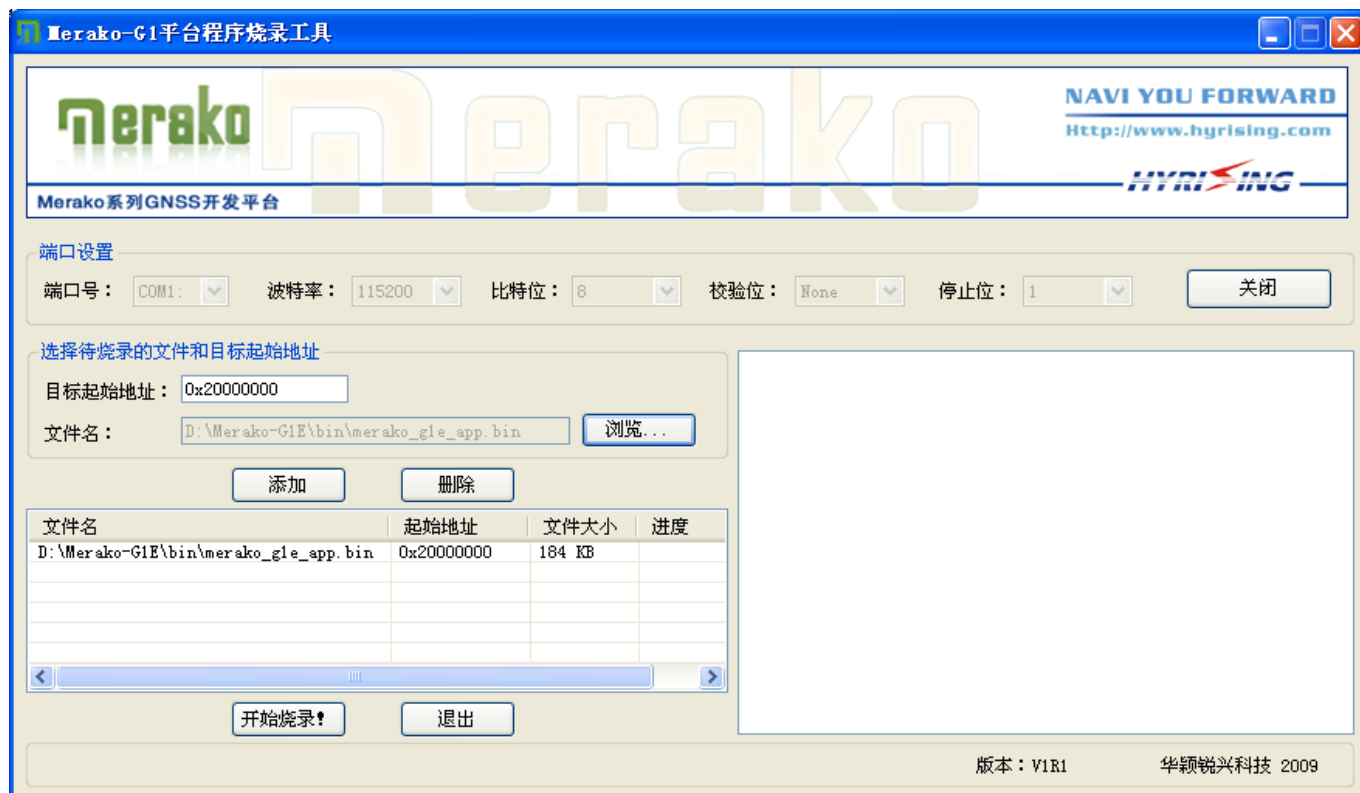 Merako-G1平台程序烧录工具
merako
Merako
NAVI YOU FORWARD
Http://www.hyrising.com
HYRISING
Merako系列GNSS开发平台
端口设置
端口号： COM1: 波特率： 115200 比特位： 8 校验位： None 停止位： 1 关闭
选择待烧录的文件和目标起始地址
目标起始地址： 0x20000000
文件名： D:\Merako-G1E\bin\merako_g1e_app.bin 浏览...
添加 删除
文件名 起始地址 文件大小 进度
D:\Merako-G1E\bin\merako_g1e_app.bin 0x20000000 184 KB
开始烧录! 退出
版本：V1R1 华颖锐兴科技 2009